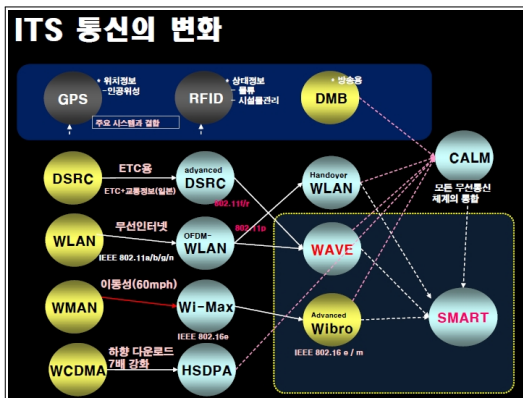 ITS 통신의 변화
* 위치정보
-인공위성
GPS
* 상대정보
- 물류
- 시설물관리
RFID
* 방송용
DMB
주요 시스템과 결합
CALM
모든 무선통신
체계의 통합
DSRC
ETC용
ETC+교통정보(일본)
advanced
DSRC
802.11f/r
Handoyer
WLAN
WLAN
무선인터넷
IEEE 802.11a/b/g/n
OFDM-
WLAN
802.11p
WAVE
WMAN
이동성(60mph)
Wi-Max
IEEE 802.16e
Advanced
Wibro
IEEE 802.16 e / m
SMART
WCDMA
하향 다운로드
7배 강화
HSDPA